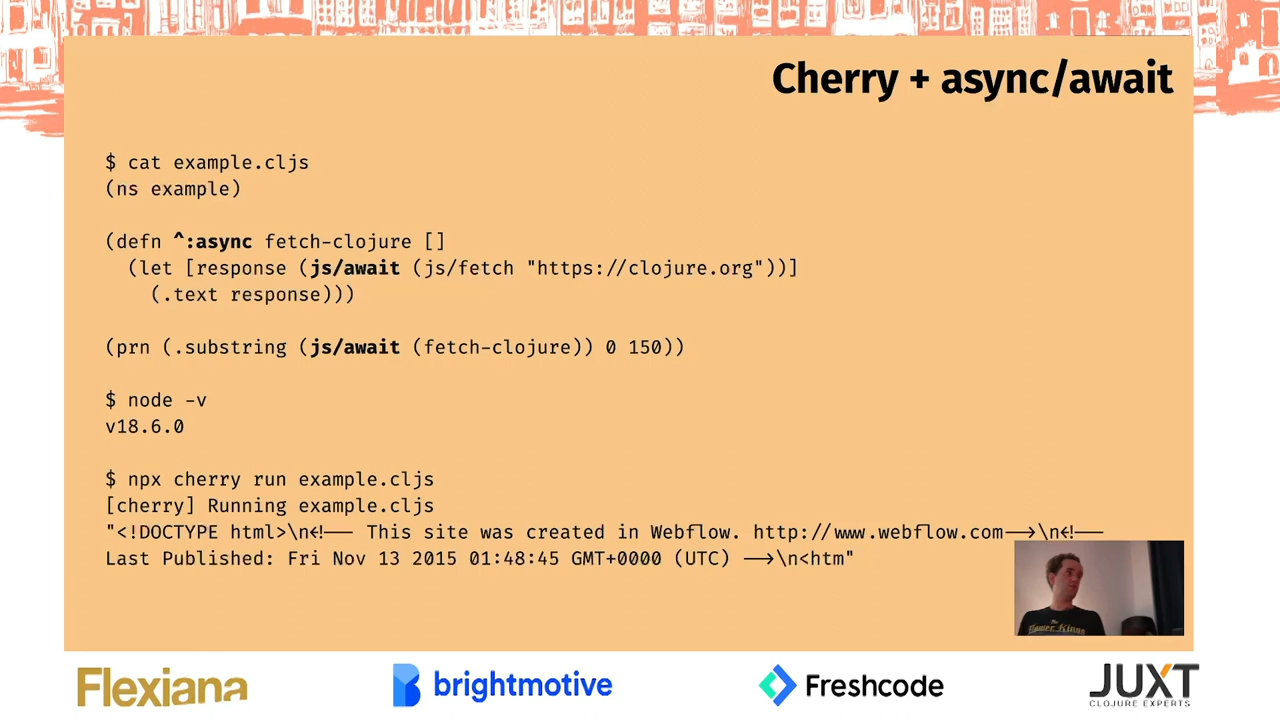 Cherry + async/await
$ cat example.cljs
(ns example)
(defn ^:async fetch-clojure []
(let [response (js/await (js/fetch "https://clojure.org"))]
(.text response)))
(prn (.substring (js/await (fetch-clojure)) 0 150))
$ node -v
v18.6.0
$ npx cherry run example.cljs
[cherry] Running example.cljs
"<!DOCTYPE html>\n<!-- This site was created in Webflow. http://www.webflow.com-->\n<!--
Last Published: Fri Nov 13 2015 01:48:45 GMT+0000 (UTC) -->\n<htm"
Flower Kings
Flexiana
brightmotive
Freshcode
JUXT
CLOJURE EXPERTS